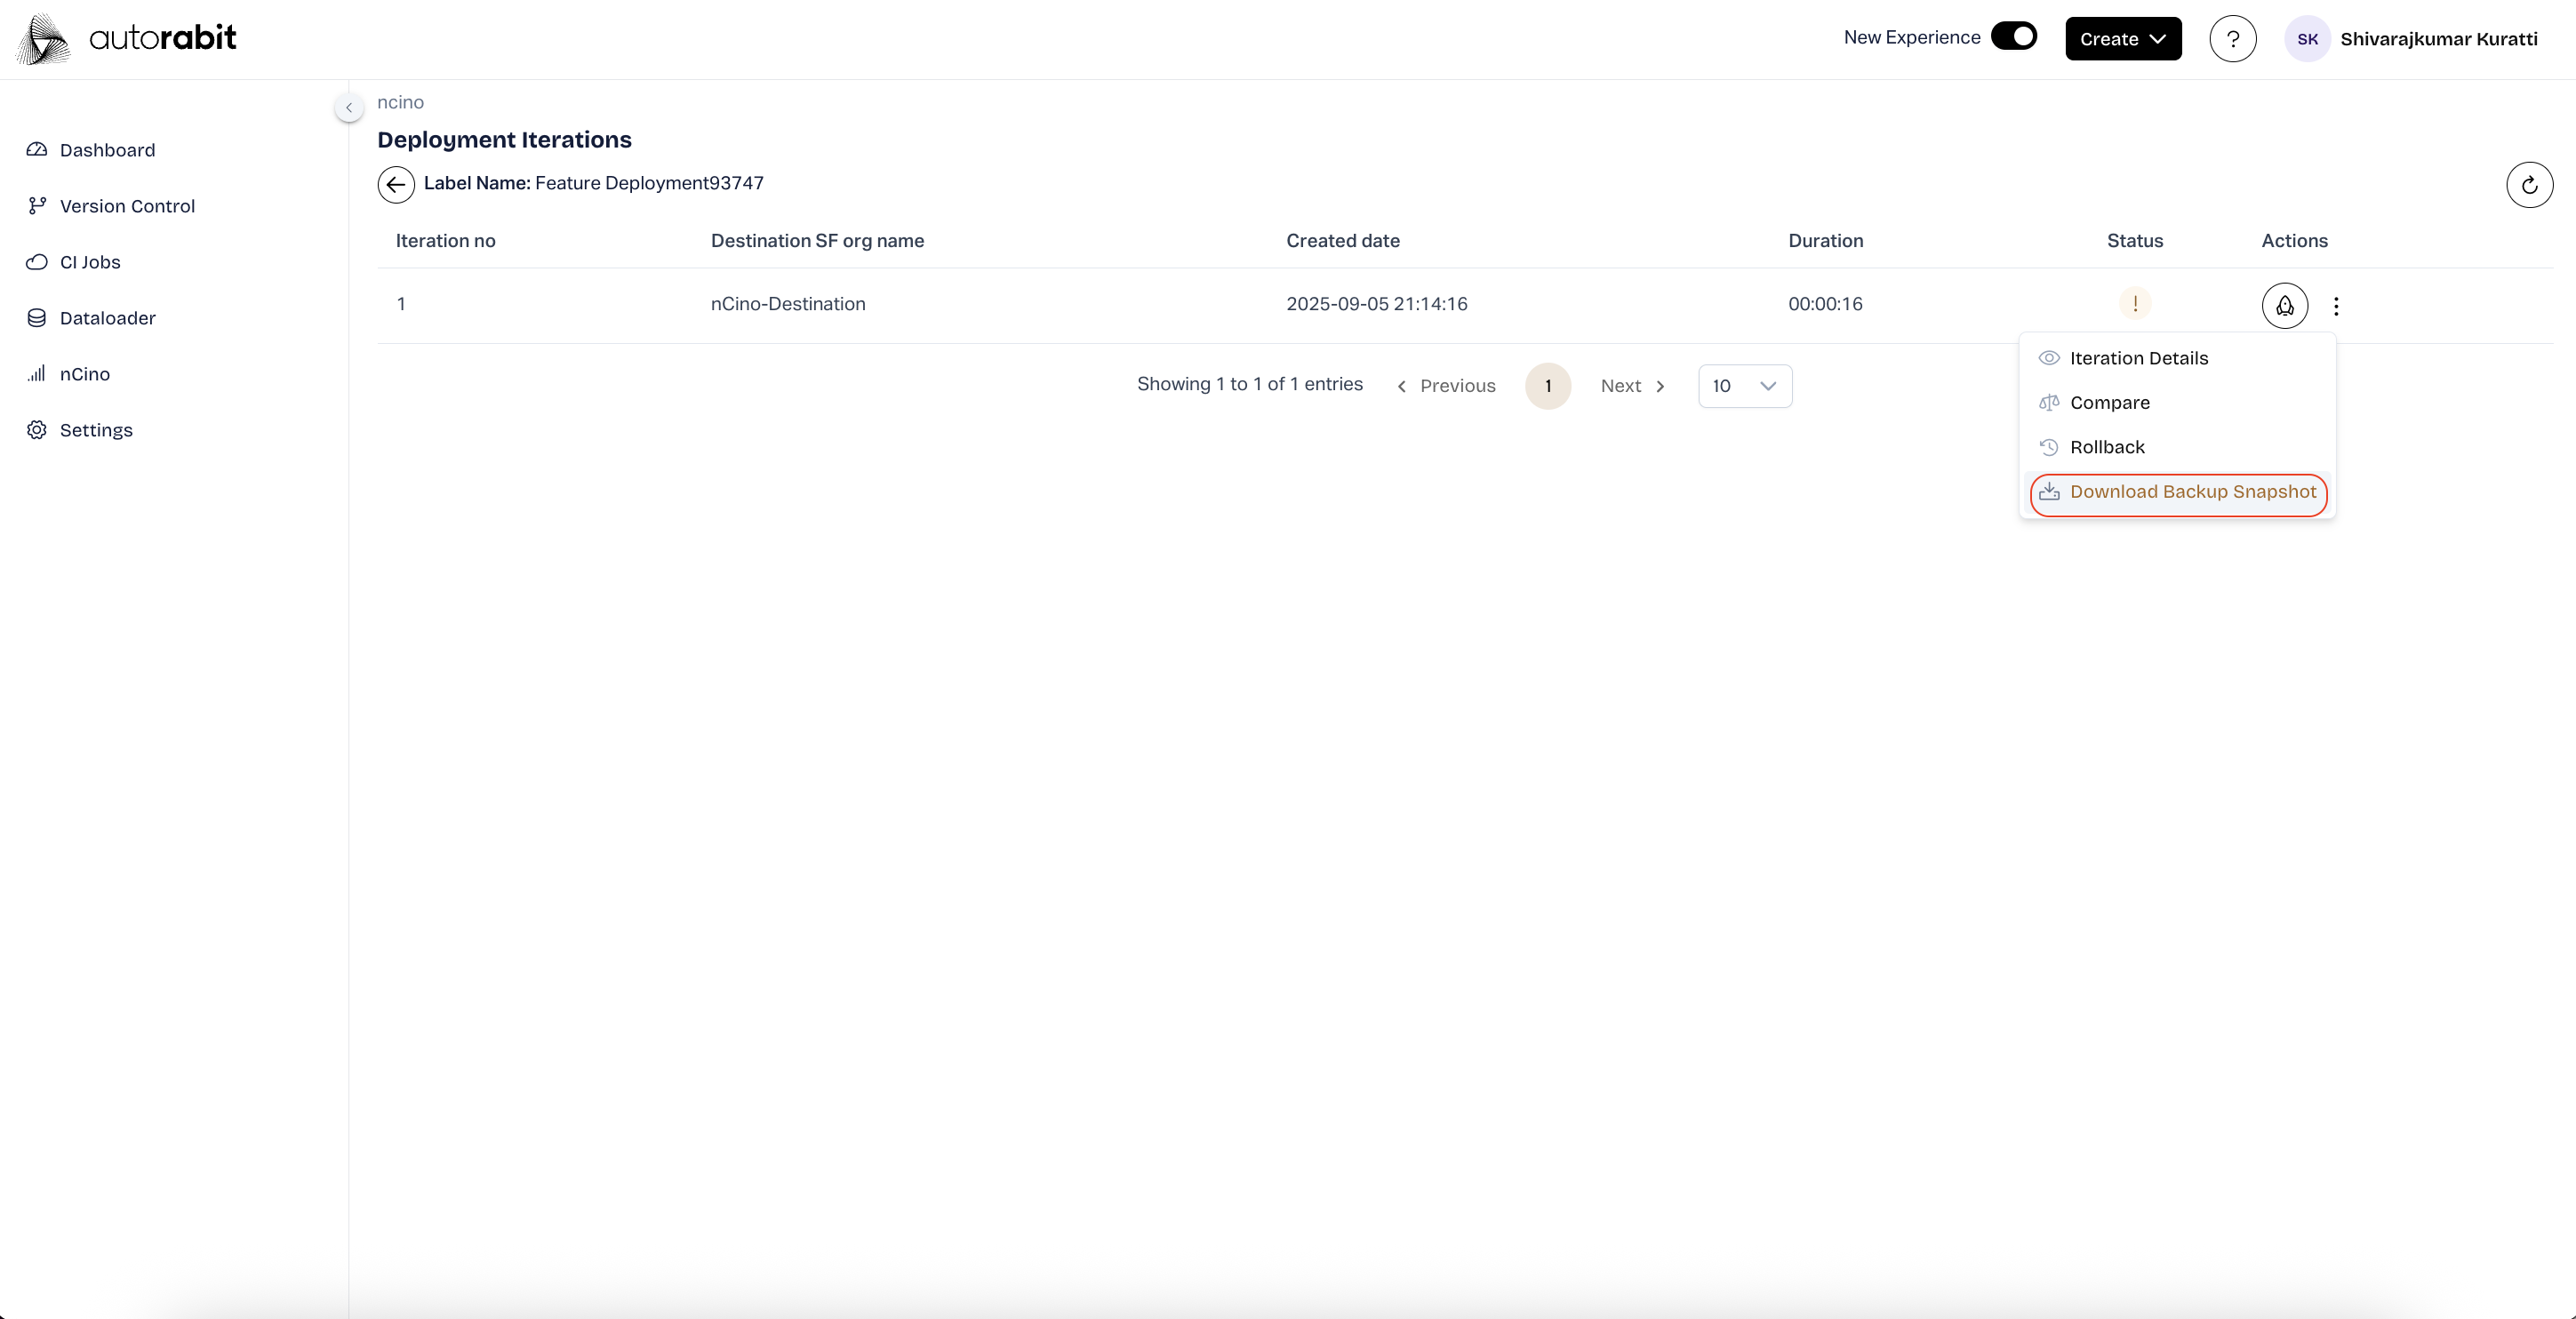 autorabit
New Experience
Create
?
SK
Shivarajkumar Kuratti
Dashboard
Version Control
CI Jobs
Dataloader
nCino
Settings
ncino
Deployment Iterations
Label Name: Feature Deployment93747
Iteration no Destination SF org name Created date Duration Status Actions
1 nCino-Destination 2025-09-05 21:14:16 00:00:16 !
Showing 1 to 1 of 1 entries Previous 1 Next 10
Iteration Details
Compare
Rollback
Download Backup Snapshot